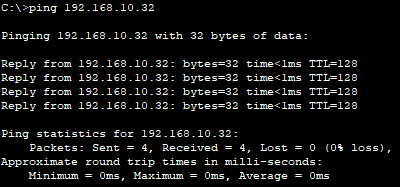 C:\>ping 192.168.10.32
Pinging 192.168.10.32 with 32 bytes of data:
Reply from 192.168.10.32: bytes=32 time<1ms TTL=128
Reply from 192.168.10.32: bytes=32 time<1ms TTL=128
Reply from 192.168.10.32: bytes=32 time<1ms TTL=128
Reply from 192.168.10.32: bytes=32 time<1ms TTL=128
Ping statistics for 192.168.10.32:
Packets: Sent = 4, Received = 4, Lost = 0 (0% loss),
Approximate round trip times in milli-seconds:
Minimum = 0ms, Maximum = 0ms, Average = 0ms